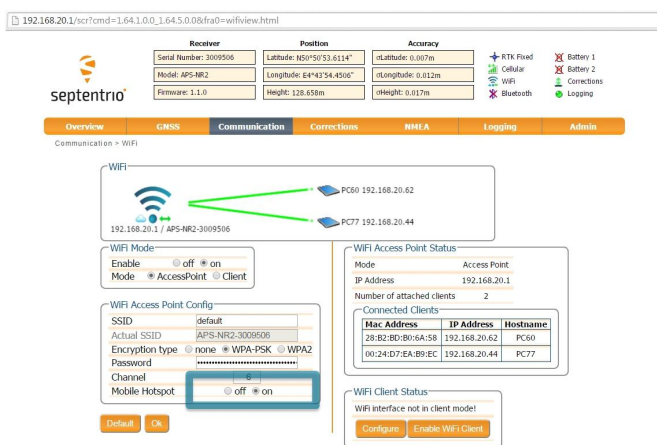 192.168.20.1/scr?cmd=1.64.1.0.0_1.64.5.0.0&fra0=wifiview.html
septentrio
Receiver
Serial Number: 3009506
Model: APS-NR2
Firmware: 1.1.0
Position
Latitude: N50°50'53.6114"
Longitude: E4°43'54.4506"
Height: 128.658m
Accuracy
σLatitude: 0.007m
σLongitude: 0.012m
σHeight: 0.017m
RTK Fixed
Cellular
WiFi
Bluetooth
Battery 1
Battery 2
Corrections
Logging
Overview GNSS Communication Corrections NMEA Logging Admin
Communication > WiFi
WiFi
PC60 192.168.20.62
PC77 192.168.20.44
192.168.20.1 / APS-NR2-3009506
WiFi Mode
Enable off on
Mode AccessPoint Client
WiFi Access Point Config
SSID default
Actual SSID APS-NR2-3009506
Encryption type none WPA-PSK WPA2
Password
Channel 6
Mobile Hotspot off on
Default Ok
WiFi Access Point Status
Mode Access Point
IP Address 192.168.20.1
Number of attached clients 2
Connected Clients
Mac Address IP Address Hostname
28:B2:BD:B0:6A:58 192.168.20.62 PC60
00:24:D7:EA:B9:EC 192.168.20.44 PC77
WiFi Client Status
WiFi interface not in client mode!
Configure Enable WiFi Client